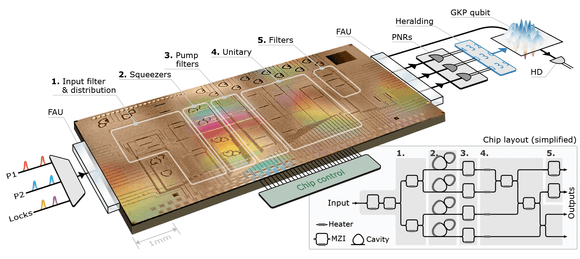 GKP qubit
Heralding
FAU
PNRs
HD
5. Filters
4. Unitary
3. Pump
filters
2. Squeezers
1. Input filter
& distribution
FAU
P1
P2
Locks
1mm
Chip control
Chip layout (simplified)
1.
2.
3.
4.
5.
Input
Outputs
Heater
MZI
Cavity